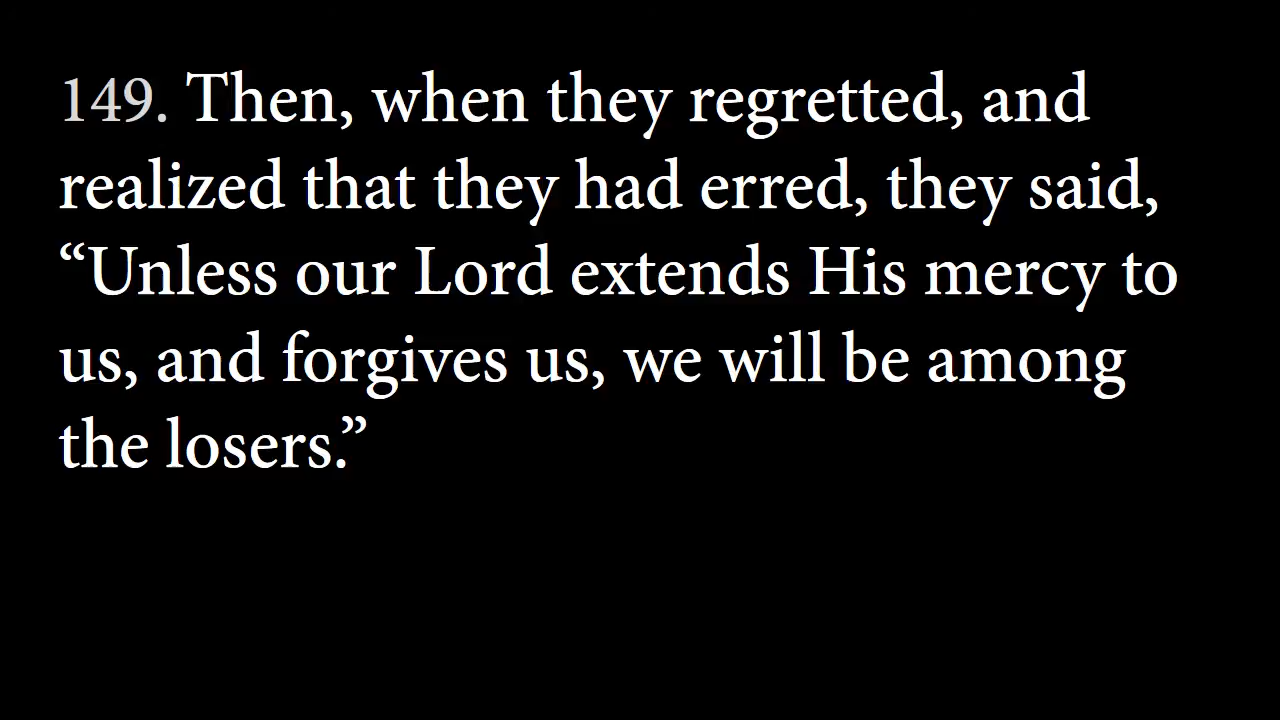 149. Then, when they regretted, and
realized that they had erred, they said,
“Unless our Lord extends His mercy to
us, and forgives us, we will be among
the losers.”